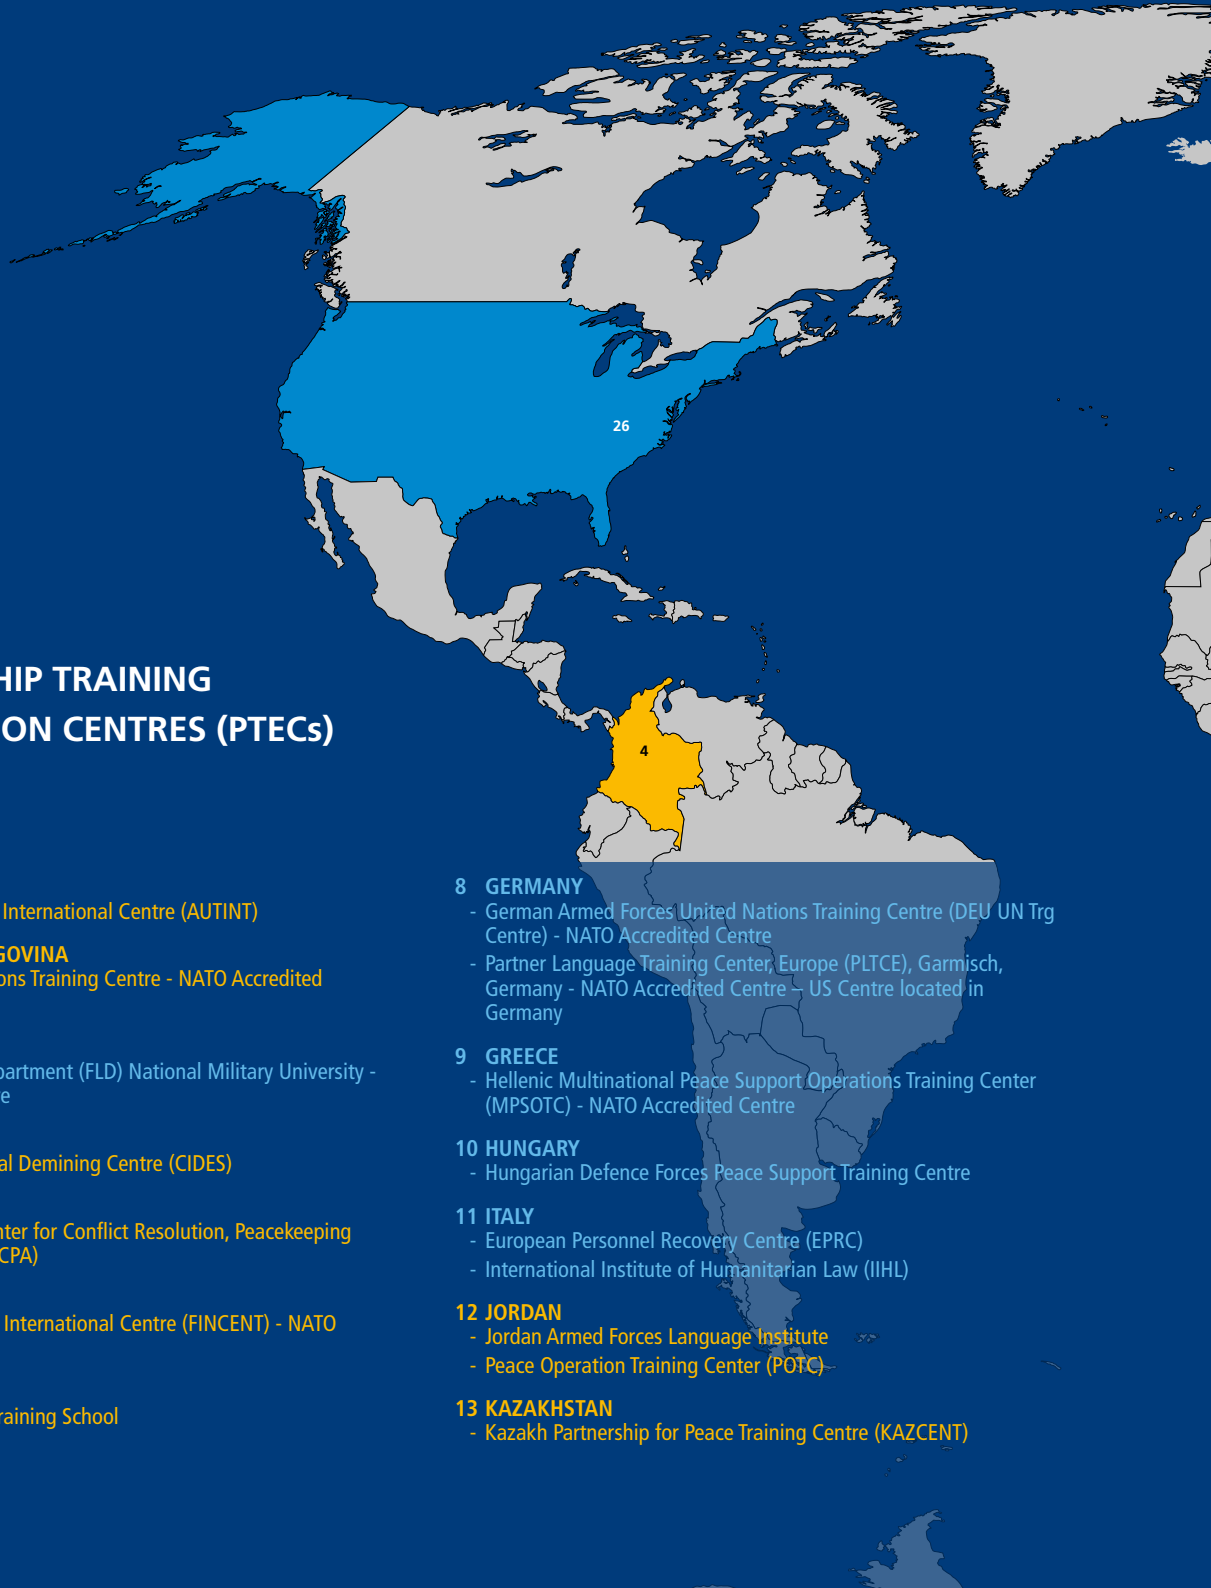 26
HIP TRAINING
ON CENTRES (PTECs)
4
International Centre (AUTINT)
GOVINA
ons Training Centre - NATO Accredited
partment (FLD) National Military University -
re
al Demining Centre (CIDES)
nter for Conflict Resolution, Peacekeeping
CPA)
International Centre (FINCENT) - NATO
raining School
8 GERMANY
- German Armed Forces United Nations Training Centre (DEU UN Trg
Centre) - NATO Accredited Centre
- Partner Language Training Center, Europe (PLTCE), Garmisch,
Germany - NATO Accredited Centre – US Centre located in
Germany
9 GREECE
- Hellenic Multinational Peace Support Operations Training Center
(MPSOTC) - NATO Accredited Centre
10 HUNGARY
- Hungarian Defence Forces Peace Support Training Centre
11 ITALY
- European Personnel Recovery Centre (EPRC)
- International Institute of Humanitarian Law (IIHL)
12 JORDAN
- Jordan Armed Forces Language Institute
- Peace Operation Training Center (POTC)
13 KAZAKHSTAN
- Kazakh Partnership for Peace Training Centre (KAZCENT)